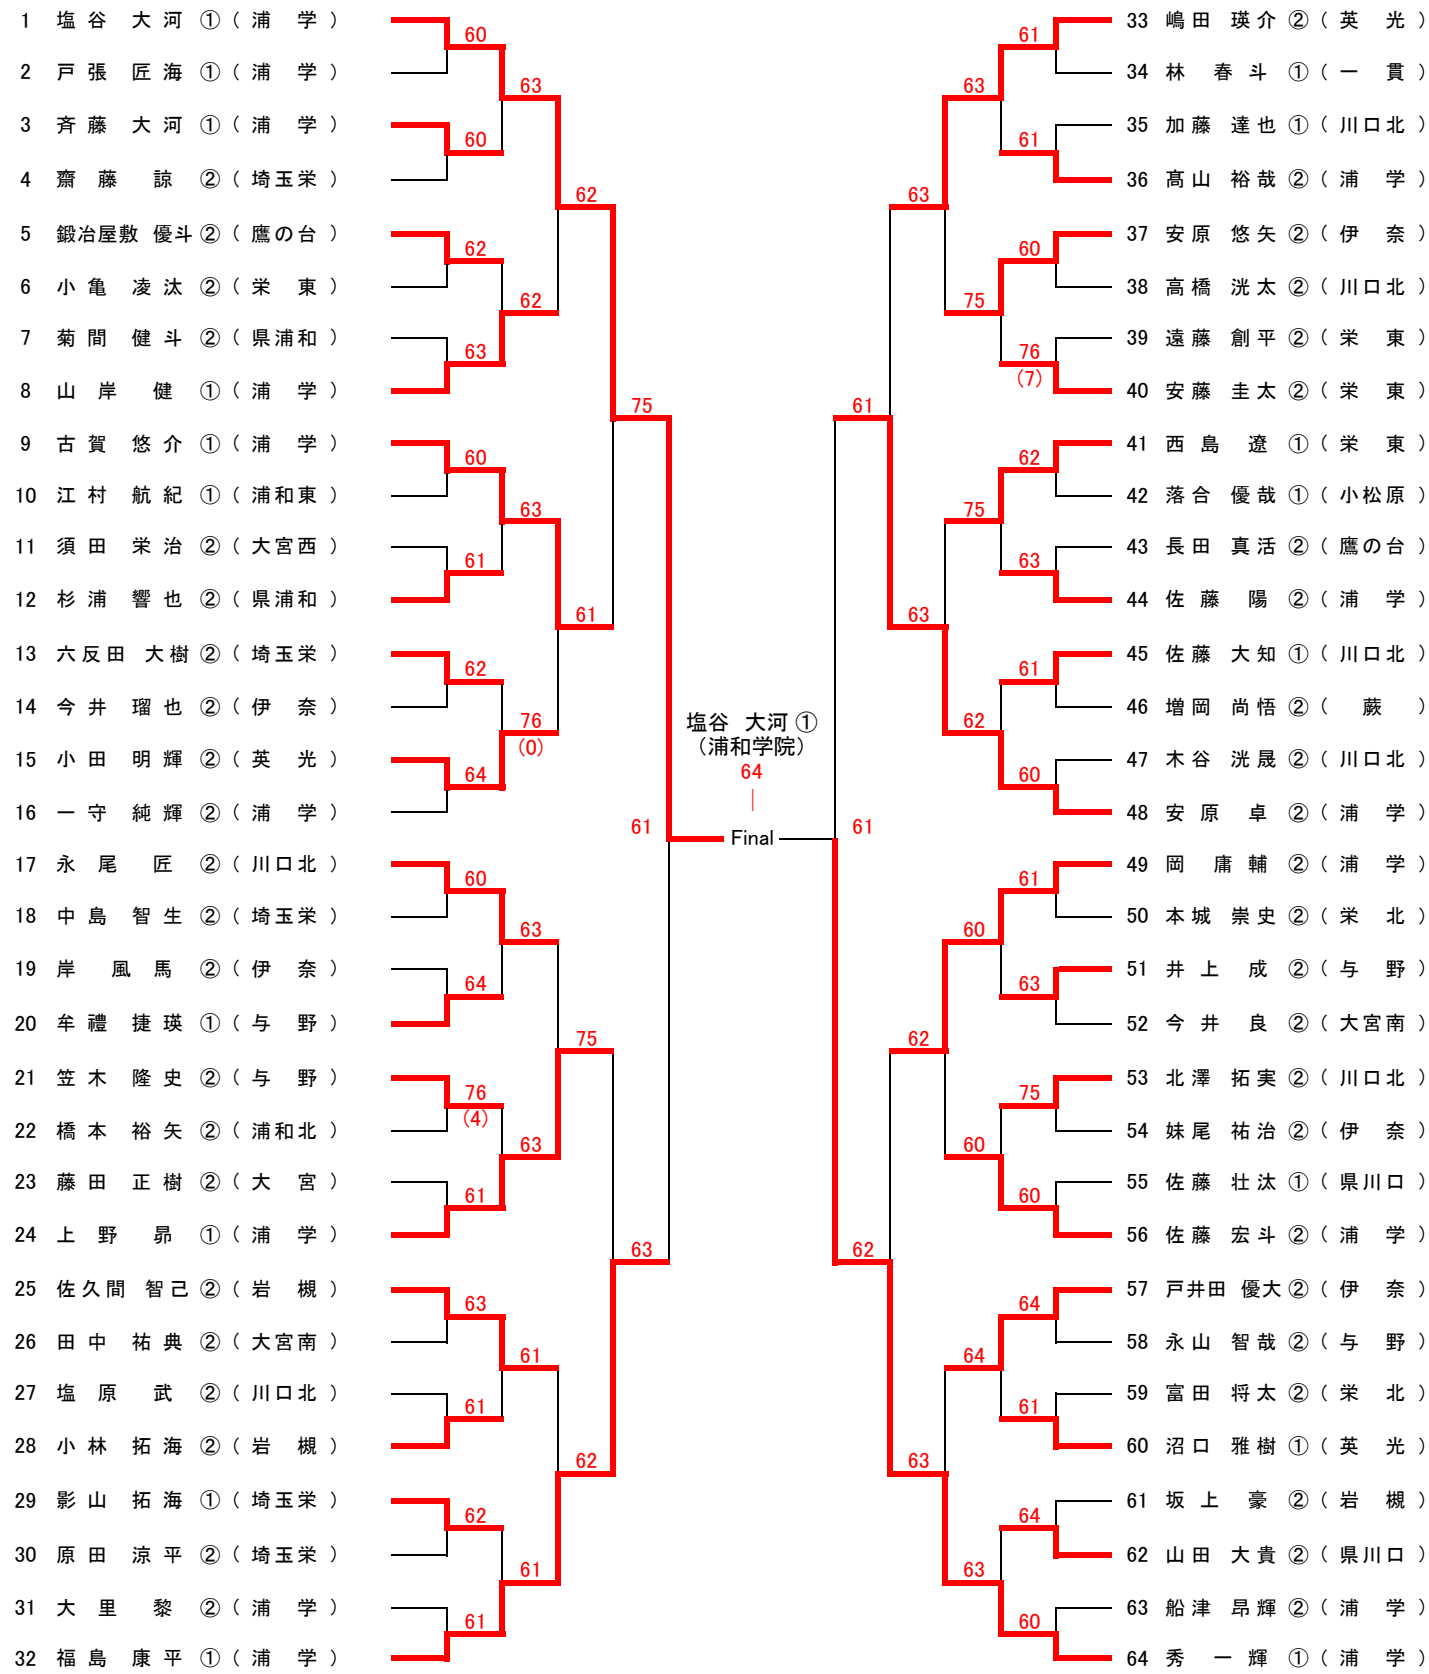 1 塩谷 大河 ① ( 浦 学 )
60
2 戸張 匠海 ① ( 浦 学 )
63
3 斉藤 大河 ① ( 浦 学 )
60
4 齋藤 諒 ② ( 埼玉栄 )
62
5 鍛冶屋敷 優斗 ② ( 鷹の台 )
62
6 小亀 凌汰 ② ( 栄 東 )
62
7 菊間 健斗 ② ( 県浦和 )
63
8 山岸 健 ① ( 浦 学 )
75
9 古賀 悠介 ① ( 浦 学 )
60
10 江村 航紀 ① ( 浦和東 )
63
11 須田 栄治 ② ( 大宮西 )
61
12 杉浦 響也 ② ( 県浦和 )
61
13 六反田 大樹 ② ( 埼玉栄 )
62
14 今井 瑠也 ② ( 伊 奈 )
76
(0)
15 小田 明輝 ② ( 英 光 )
64
16 一守 純輝 ② ( 浦 学 )
61
17 永尾 匠 ② ( 川口北 )
60
18 中島 智生 ② ( 埼玉栄 )
63
19 岸 風馬 ② ( 伊 奈 )
64
20 牟禮 捷瑛 ① ( 与 野 )
75
21 笠木 隆史 ② ( 与 野 )
76
(4)
22 橋本 裕矢 ② ( 浦和北 )
63
23 藤田 正樹 ② ( 大 宮 )
61
24 上野 昴 ① ( 浦 学 )
63
25 佐久間 智己 ② ( 岩 槻 )
63
26 田中 祐典 ② ( 大宮南 )
61
27 塩原 武 ② ( 川口北 )
61
28 小林 拓海 ② ( 岩 槻 )
62
29 影山 拓海 ① ( 埼玉栄 )
62
30 原田 涼平 ② ( 埼玉栄 )
61
31 大里 黎 ② ( 浦 学 )
61
32 福島 康平 ① ( 浦 学 )
塩谷 大河 ①
(浦和学院)
64
|
Final
33 嶋田 瑛介 ② ( 英 光 )
61
34 林 春斗 ① ( 一 貫 )
63
35 加藤 達也 ① ( 川口北 )
61
36 髙山 裕哉 ② ( 浦 学 )
63
37 安原 悠矢 ② ( 伊 奈 )
60
38 高橋 洸太 ② ( 川口北 )
75
39 遠藤 創平 ② ( 栄 東 )
76
(7)
40 安藤 圭太 ② ( 栄 東 )
61
41 西島 遼 ① ( 栄 東 )
62
42 落合 優哉 ① ( 小松原 )
75
43 長田 真活 ② ( 鷹の台 )
63
44 佐藤 陽 ② ( 浦 学 )
63
45 佐藤 大知 ① ( 川口北 )
61
46 増岡 尚悟 ② ( 蕨 )
62
47 木谷 洸晟 ② ( 川口北 )
60
48 安原 卓 ② ( 浦 学 )
61
49 岡 庸輔 ② ( 浦 学 )
61
50 本城 崇史 ② ( 栄 北 )
60
51 井上 成 ② ( 与 野 )
63
52 今井 良 ② ( 大宮南 )
62
53 北澤 拓実 ② ( 川口北 )
75
54 妹尾 祐治 ② ( 伊 奈 )
60
55 佐藤 壮汰 ① ( 県川口 )
60
56 佐藤 宏斗 ② ( 浦 学 )
62
57 戸井田 優大 ② ( 伊 奈 )
64
58 永山 智哉 ② ( 与 野 )
64
59 富田 将太 ② ( 栄 北 )
61
60 沼口 雅樹 ① ( 英 光 )
63
61 坂上 豪 ② ( 岩 槻 )
64
62 山田 大貴 ② ( 県川口 )
63
63 船津 昂輝 ② ( 浦 学 )
60
64 秀 一輝 ① ( 浦 学 )